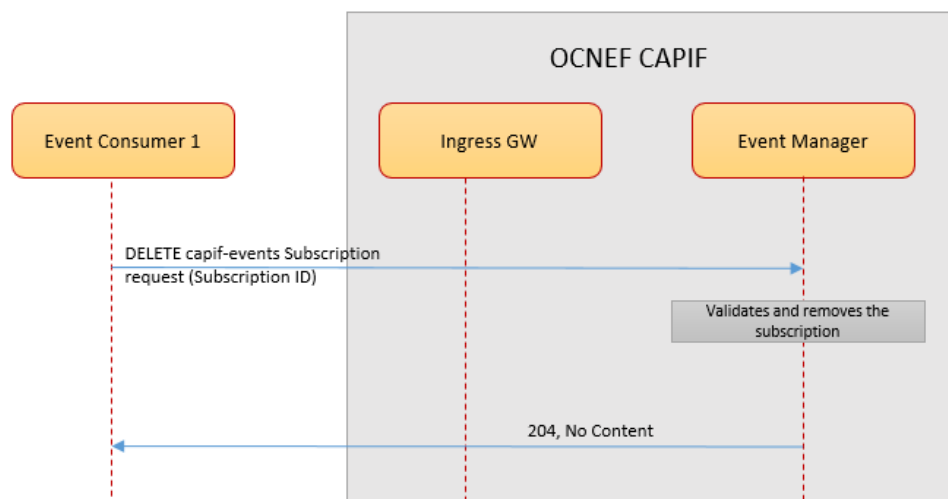 OCNEF CAPIF
Event Consumer 1
Ingress GW
Event Manager
DELETE capif-events Subscription
request (Subscription ID)
Validates and removes the
subscription
204, No Content